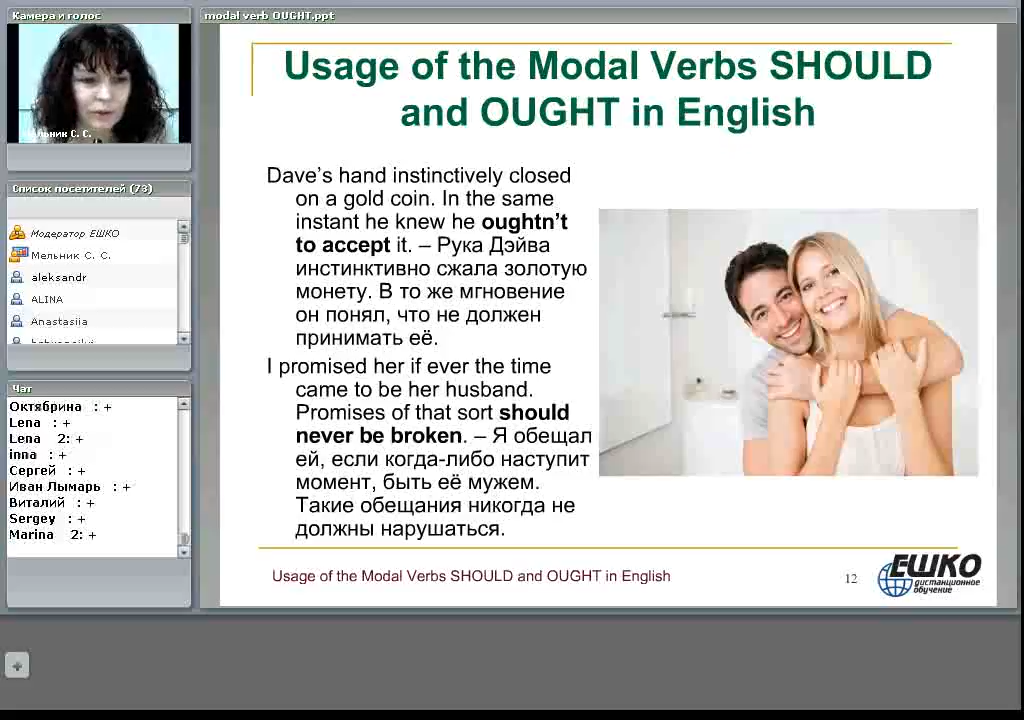 Камера и голос
Мельник С. С.
Список посетителей (73)
Модератор ЕШКО
Мельник С. С.
aleksandr
ALINA
Anastasiia
Чат
Октябрина : +
Lena : +
Lena 2: +
inna : +
Сергей : +
Иван Лымарь : +
Виталий : +
Sergey : +
Marina 2: +
modal verb OUGHT.ppt
Usage of the Modal Verbs SHOULD
and OUGHT in English
Dave’s hand instinctively closed
on a gold coin. In the same
instant he knew he oughtn’t
to accept it. – Рука Дэйва
инстинктивно сжала золотую
монету. В то же мгновение
он понял, что не должен
принимать её.
I promised her if ever the time
came to be her husband.
Promises of that sort should
never be broken. – Я обещал
ей, если когда-либо наступит
момент, быть её мужем.
Такие обещания никогда не
должны нарушаться.
Usage of the Modal Verbs SHOULD and OUGHT in English
12
ЕШКО
дистанционное
обучение